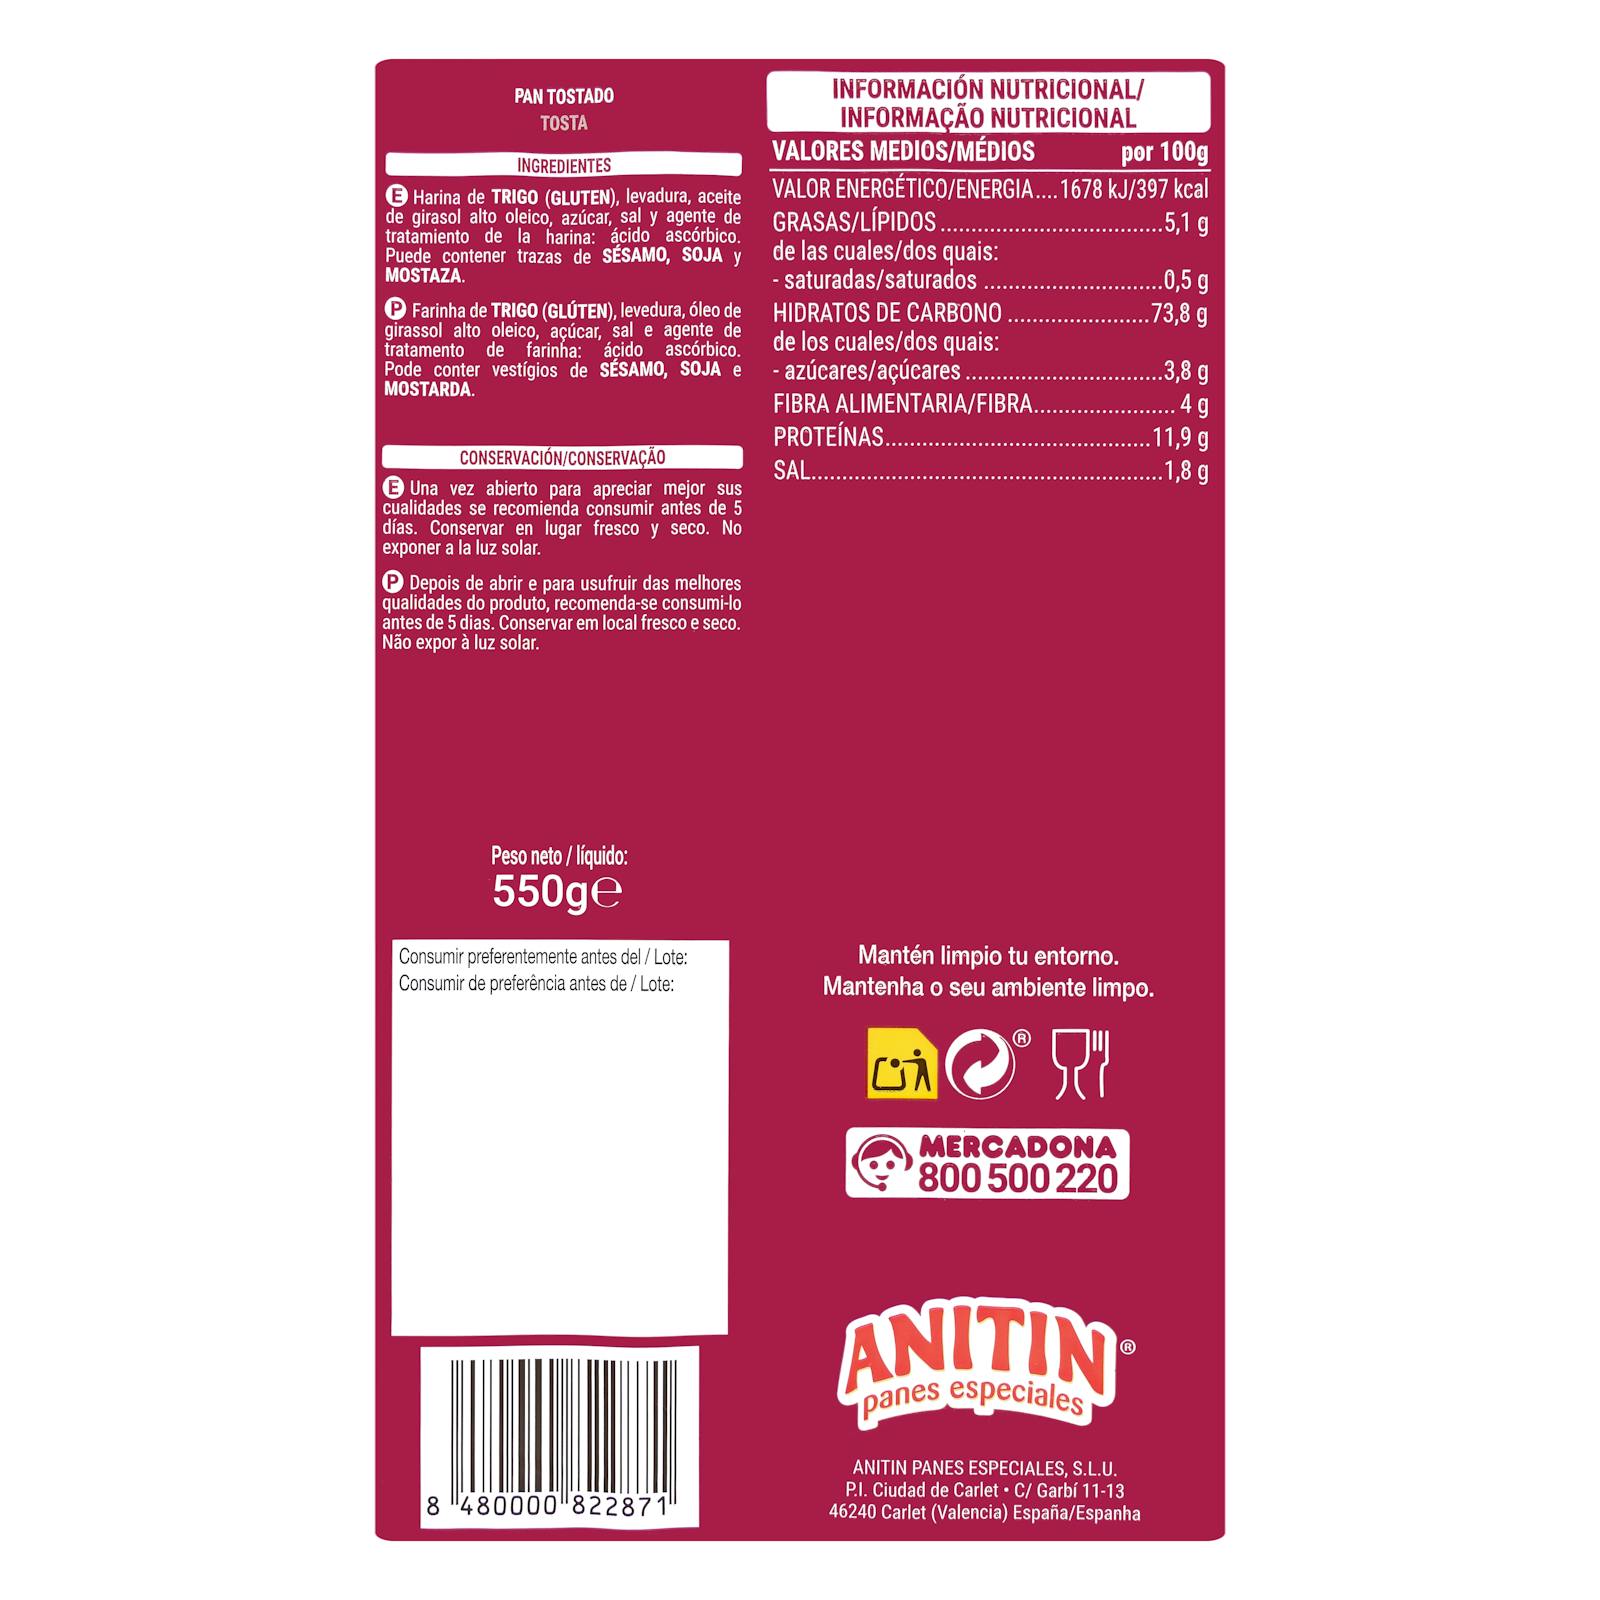 PAN TOSTADO
TOSTA
INGREDIENTES
E Harina de TRIGO (GLUTEN), levadura, aceite
de girasol alto oleico, azúcar, sal y agente de
tratamiento de la harina: ácido ascórbico.
Puede contener trazas de SÉSAMO, SOJA y
MOSTAZA.
P Farinha de TRIGO (GLÚTEN), levedura, óleo de
girassol alto oleico, açúcar, sal e agente de
tratamento de farinha: ácido ascórbico.
Pode conter vestígios de SÉSAMO, SOJA e
MOSTARDA.
CONSERVACIÓN/CONSERVAÇÃO
E Una vez abierto para apreciar mejor sus
cualidades se recomienda consumir antes de 5
días. Conservar en lugar fresco y seco. No
exponer a la luz solar.
P Depois de abrir e para usufruir das melhores
qualidades do produto, recomenda-se consumi-lo
antes de 5 dias. Conservar em local fresco e seco.
Não expor à luz solar.
Peso neto / líquido:
550g℮
Consumir preferentemente antes del / Lote:
Consumir de preferência antes de / Lote:
8 480000 822871
INFORMACIÓN NUTRICIONAL/
INFORMAÇÃO NUTRICIONAL
VALORES MEDIOS/MÉDIOS por 100g
VALOR ENERGÉTICO/ENERGIA.... 1678 kJ/397 kcal
GRASAS/LÍPIDOS ..................................5,1 g
de las cuales/dos quais:
- saturadas/saturados ...........................0,5 g
HIDRATOS DE CARBONO ......................73,8 g
de los cuales/dos quais:
- azúcares/açúcares ..............................3,8 g
FIBRA ALIMENTARIA/FIBRA...................... 4 g
PROTEÍNAS.........................................11,9 g
SAL......................................................1,8 g
Mantén limpio tu entorno.
Mantenha o seu ambiente limpo.
®
MERCADONA
800 500 220
ANITIN®
panes especiales
ANITIN PANES ESPECIALES, S.L.U.
P.I. Ciudad de Carlet • C/ Garbí 11-13
46240 Carlet (Valencia) España/Espanha